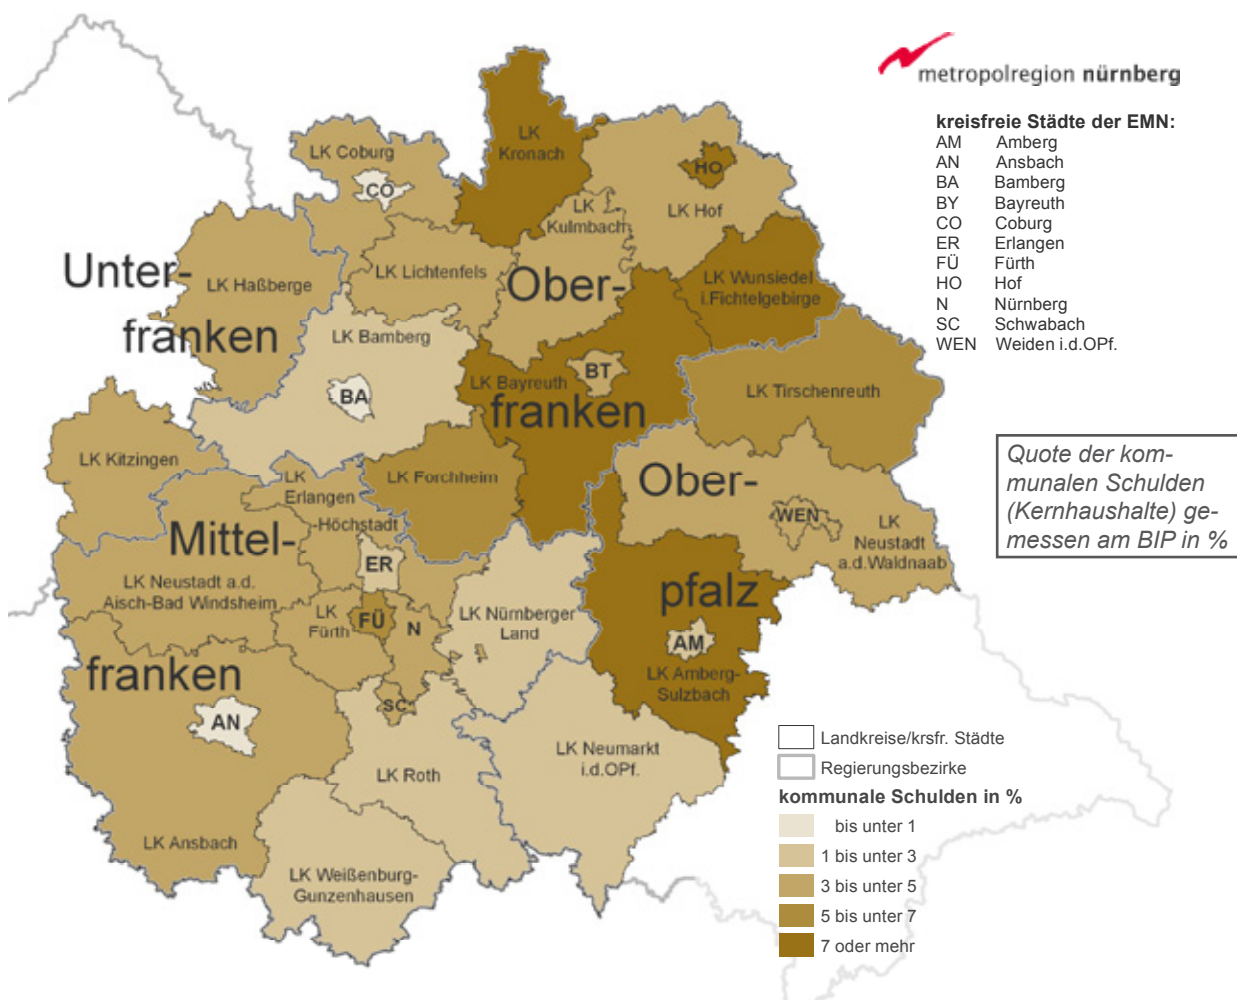 metropolregion nürnberg
kreisfreie Städte der EMN:
AM Amberg
AN Ansbach
BA Bamberg
BY Bayreuth
CO Coburg
ER Erlangen
FÜ Fürth
HO Hof
N Nürnberg
SC Schwabach
WEN Weiden i.d.OPf.
Quote der kom-
munalen Schulden
(Kernhaushalte) ge-
messen am BIP in %
LK
Kronach
LK Coburg
CO
HO
LK Hof
LK
Kulmbach
Unter-
franken
LK Haßberge
LK Lichtenfels
Ober-
franken
LK Wunsiedel
i.Fichtelgebirge
LK Bamberg
BA
LK Bayreuth
BT
LK Tirschenreuth
LK Kitzingen
LK
Erlangen
-Höchstadt
LK Forchheim
Ober-
pfalz
WEN
LK
Neustadt
a.d.Waldnaab
Mittel-
franken
ER
LK Neustadt a.d.
Aisch-Bad Windsheim
LK
Fürth
FÜ
N
LK Nürnberger
Land
AM
LK Amberg-
Sulzbach
AN
SC
LK Roth
LK Neumarkt
i.d.OPf.
LK Ansbach
LK Weißenburg-
Gunzenhausen
Landkreise/krsfr. Städte
Regierungsbezirke
kommunale Schulden in %
bis unter 1
1 bis unter 3
3 bis unter 5
5 bis unter 7
7 oder mehr